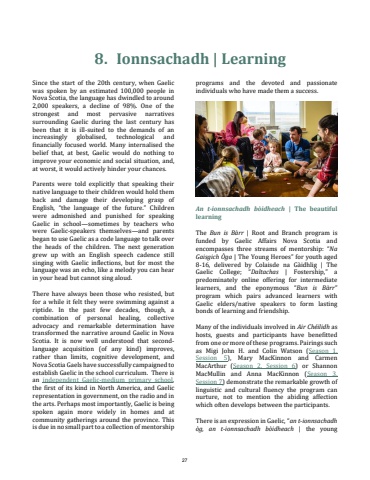 8. Ionnsachadh | Learning
Since the start of the 20th century, when Gaelic
was spoken by an estimated 100,000 people in
Nova Scotia, the language has dwindled to around
2,000 speakers, a decline of 98%. One of the
strongest and most pervasive narratives
surrounding Gaelic during the last century has
been that it is ill-suited to the demands of an
increasingly globalised, technological and
financially focused world. Many internalised the
belief that, at best, Gaelic would do nothing to
improve your economic and social situation, and,
at worst, it would actively hinder your chances.
Parents were told explicitly that speaking their
native language to their children would hold them
back and damage their developing grasp of
English, "the language of the future." Children
were admonished and punished for speaking
Gaelic in school—sometimes by teachers who
were Gaelic-speakers themselves—and parents
began to use Gaelic as a code language to talk over
the heads of the children. The next generation
grew up with an English speech cadence still
singing with Gaelic inflections, but for most the
language was an echo, like a melody you can hear
in your head but cannot sing aloud.
There have always been those who resisted, but
for a while it felt they were swimming against a
riptide. In the past few decades, though, a
combination of personal healing, collective
advocacy and remarkable determination have
transformed the narrative around Gaelic in Nova
Scotia. It is now well understood that second-
language acquisition (of any kind) improves,
rather than limits, cognitive development, and
Nova Scotia Gaels have successfully campaigned to
establish Gaelic in the school curriculum. There is
an independent Gaelic-medium primary school,
the first of its kind in North America, and Gaelic
representation in government, on the radio and in
the arts. Perhaps most importantly, Gaelic is being
spoken again more widely in homes and at
community gatherings around the province. This
is due in no small part to a collection of mentorship
programs and the devoted and passionate
individuals who have made them a success.
An t-ionnsachadh bòidheach | The beautiful
learning
The Bun is Bàrr | Root and Branch program is
funded by Gaelic Affairs Nova Scotia and
encompasses three streams of mentorship: "Na
Gaisgich Òga | The Young Heroes" for youth aged
8-16, delivered by Colaisde na Gàidhlig | The
Gaelic College; "Daltachas | Fostership," a
predominately online offering for intermediate
learners, and the eponymous "Bun is Bàrr"
program which pairs advanced learners with
Gaelic elders/native speakers to form lasting
bonds of learning and friendship.
Many of the individuals involved in Air Chéilidh as
hosts, guests and participants have benefitted
from one or more of these programs. Pairings such
as Migi John H. and Colin Watson (Season 1,
Session 5), Mary MacKinnon and Carmen
MacArthur (Season 2, Session 6) or Shannon
MacMullin and Anna MacKinnon (Season 3,
Session 7) demonstrate the remarkable growth of
linguistic and cultural fluency the program can
nurture, not to mention the abiding affection
which often develops between the participants.
There is an expression in Gaelic, "an t-ionnsachadh
òg, an t-ionnsachadh bòidheach | the young
27